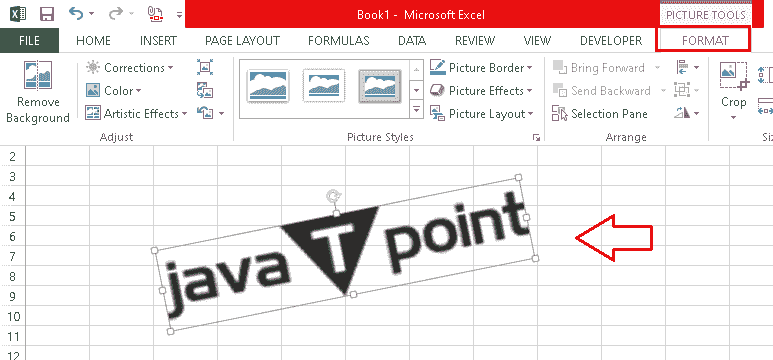 Book1 - Microsoft Excel
PICTURE TOOLS
FILE HOME INSERT PAGE LAYOUT FORMULAS DATA REVIEW VIEW DEVELOPER FORMAT
Remove Background
Corrections
Color
Artistic Effects
Adjust
Picture Border
Picture Effects
Picture Layout
Picture Styles
Bring Forward
Send Backward
Selection Pane
Arrange
Crop
2
3
4
5
6
7
8
9
10
11
12
java T point